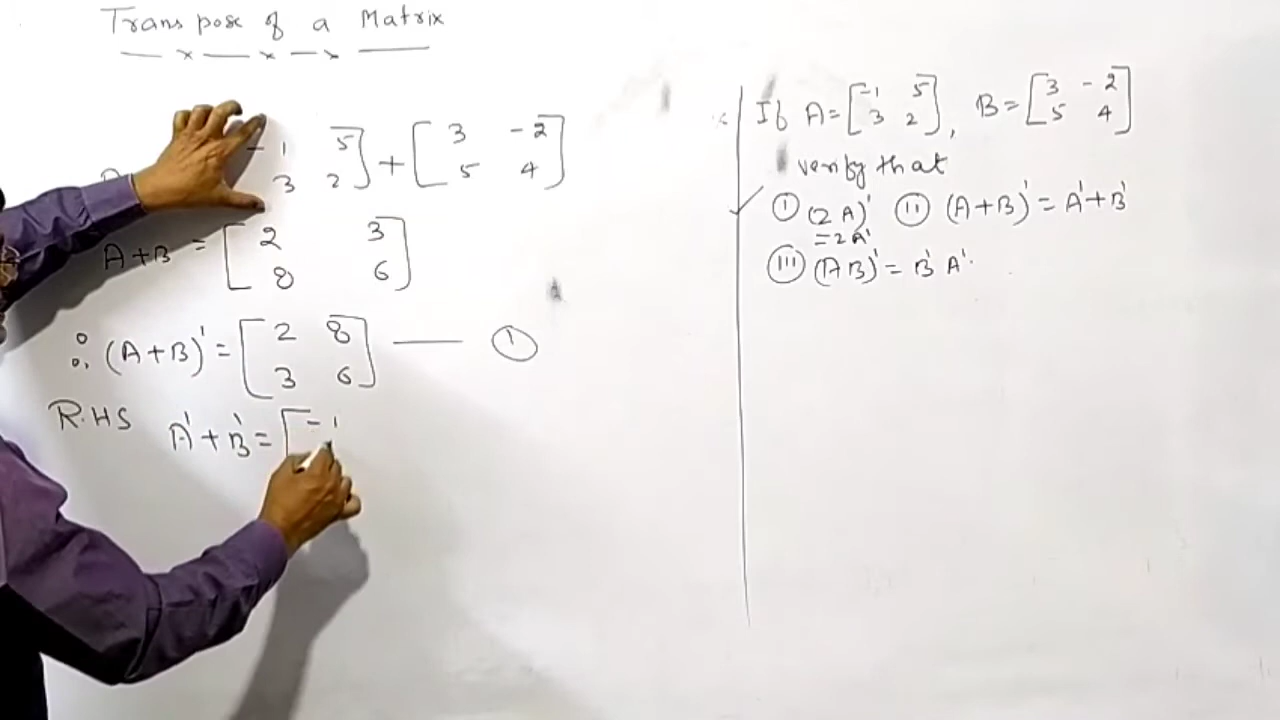 Transpose of a Matrix
-1 5] + [3 -2
3 2] [5 4]
A+B = [2 3
8 6]
∴ (A+B)' = [2 8
3 6] —— ①
R.HS A' + B' = [-1
If A = [-1 5
3 2], B = [3 -2
5 4]
verify that
(i) (2A)' (ii) (A+B)' = A' + B'
= 2A'
(iii) (AB)' = B' A'.